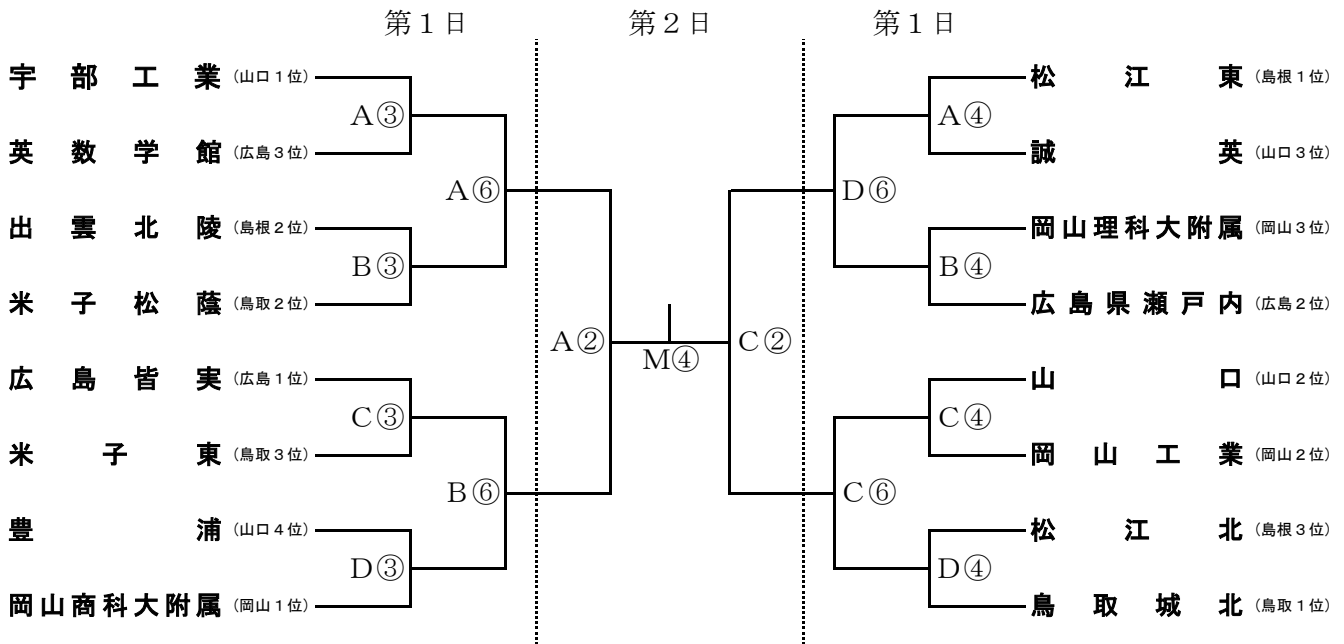 第１日 第２日 第１日
宇部工業 (山口１位) 松江東 (島根１位)
A③ A④
英数学館 (広島３位) 誠英 (山口３位)
A⑥ D⑥
出雲北陵 (島根２位) 岡山理科大附属 (岡山３位)
B③ B④
米子松蔭 (鳥取２位) 広島県瀬戸内 (広島２位)
A② M④ C②
広島皆実 (広島１位) 山口 (山口２位)
C③ C④
米子東 (鳥取３位) 岡山工業 (岡山２位)
B⑥ C⑥
豊浦 (山口４位) 松江北 (島根３位)
D③ D④
岡山商科大附属 (岡山１位) 鳥取城北 (鳥取１位)